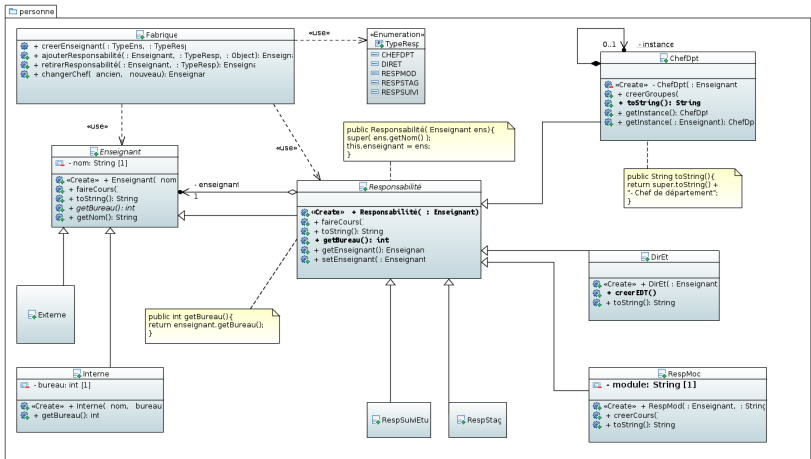 personne
Fabrique
+ creerEnseignant( : TypeEns, : TypeResp
+ ajouterResponsabilité( : Enseignant, : TypeResp, : Object): Enseigna
+ retirerResponsabilité( : Enseignant, : TypeResp): Enseigna
+ changerChef( ancien, nouveau): Enseignar
«use»
«Enumeration»
TypeResp
CHEFDPT
DIRET
RESPMOD
RESPSTAG
RESPSUIVI
0..1
- instance
ChefDpt
«Create» - ChefDpt( : Enseignant
+ creerGroupes(
+ toString(): String
+ getInstance(): ChefDpt
+ getInstance( : Enseignant): ChefDp
«use»
«use»
public Responsabilité( Enseignant ens){
super( ens.getNom() );
this.enseignant = ens;
}
public String toString(){
return super.toString() +
"- Chef de département";
}
Enseignant
- nom: String [1]
«Create» + Enseignant( nom
+ faireCours(
+ toString(): String
+ getBureau(): int
+ getNom(): String
- enseignant
1
Responsabilité
«Create» + Responsabilité( : Enseignant)
+ faireCours(
+ toString(): String
+ getBureau(): int
+ getEnseignant(): Enseignan
+ setEnseignant( : Enseignant
DirEt
«Create» + DirEt( : Enseignant
+ creerEDT()
+ toString(): String
Externe
public int getBureau(){
return enseignant.getBureau();
}
Interne
- bureau: int [1]
«Create» + Interne( nom, bureau
+ getBureau(): int
RespSuiviEtu
RespStag
RespMoc
- module: String [1]
«Create» + RespMod( : Enseignant, : String
+ creerCours(
+ toString(): String